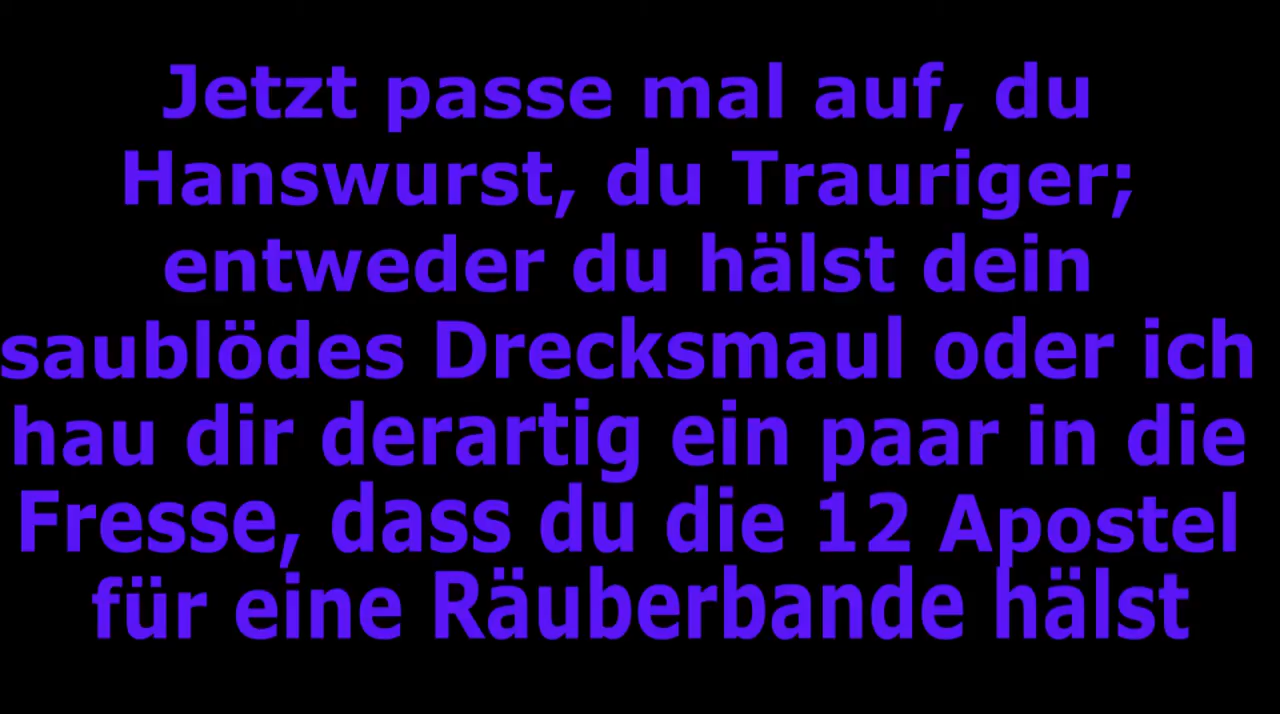 Jetzt passe mal auf, du
Hanswurst, du Trauriger;
entweder du hälst dein
saublödes Drecksmaul oder ich
hau dir derartig ein paar in die
Fresse, dass du die 12 Apostel
für eine Räuberbande hälst